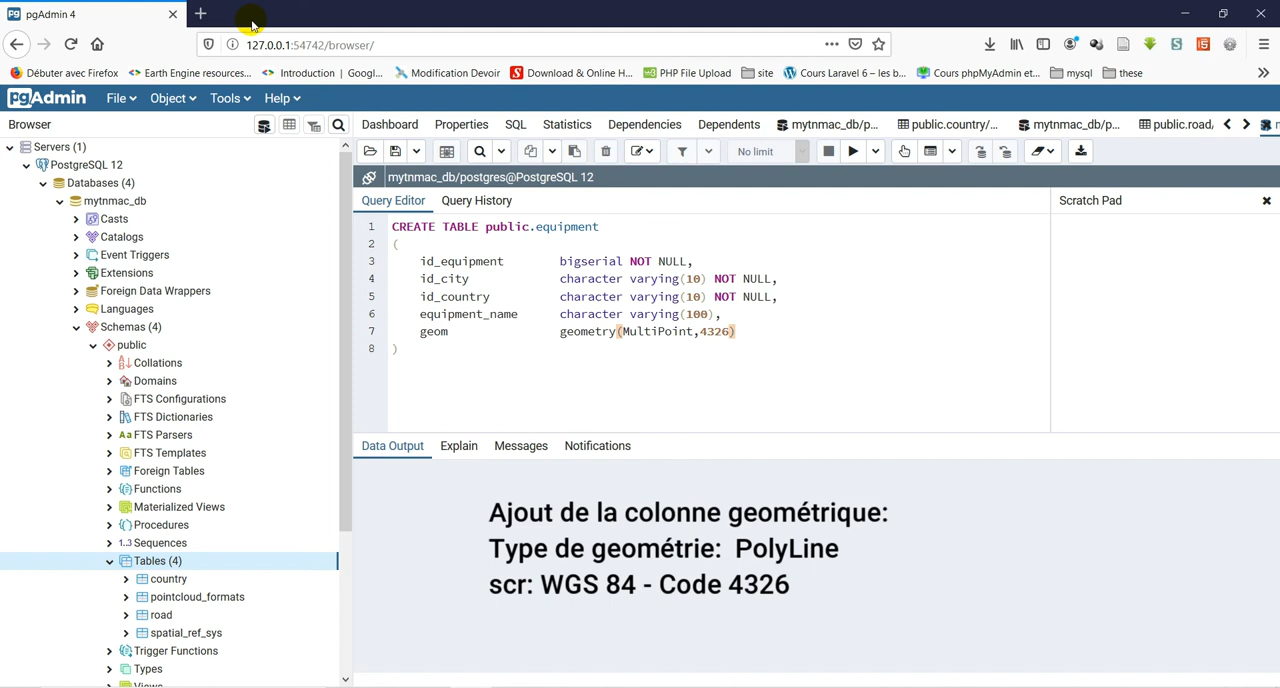 pgAdmin 4
127.0.0.1:54742/browser/
Débuter avec Firefox
Earth Engine resources...
Introduction | Googl...
Modification Devoir
Download & Online H...
PHP File Upload
site
Cours Laravel 6 – les b...
Cours phpMyAdmin et...
mysql
these
pgAdmin
File
Object
Tools
Help
Browser
Dashboard
Properties
SQL
Statistics
Dependencies
Dependents
mytnmac_db/p...
public.country/...
mytnmac_db/p...
public.road,
No limit
mytnmac_db/postgres@PostgreSQL 12
Query Editor
Query History
Scratch Pad
Servers (1)
PostgreSQL 12
Databases (4)
mytnmac_db
Casts
Catalogs
Event Triggers
Extensions
Foreign Data Wrappers
Languages
Schemas (4)
public
Collations
Domains
FTS Configurations
FTS Dictionaries
FTS Parsers
FTS Templates
Foreign Tables
Functions
Materialized Views
Procedures
1..3 Sequences
Tables (4)
country
pointcloud_formats
road
spatial_ref_sys
Trigger Functions
Types
Views
1 CREATE TABLE public.equipment
2 (
3 id_equipment bigserial NOT NULL,
4 id_city character varying(10) NOT NULL,
5 id_country character varying(10) NOT NULL,
6 equipment_name character varying(100),
7 geom geometry(MultiPoint,4326)
8 )
Data Output
Explain
Messages
Notifications
Ajout de la colonne geométrique:
Type de geométrie: PolyLine
scr: WGS 84 - Code 4326